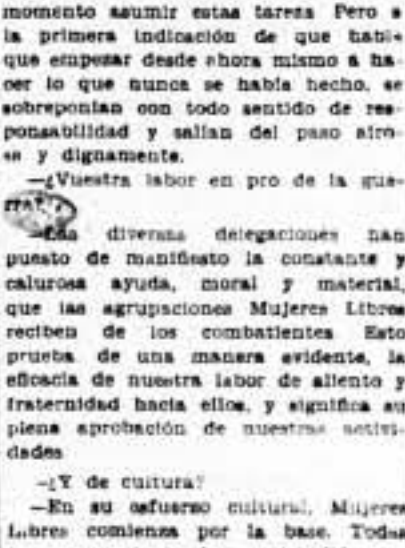 momento asumir estas tareas Pero a
la primera indicación de que había
que empezar desde ahora mismo a ha-
cer lo que nunca se había hecho, se
sobreponían con todo sentido de res-
ponsabilidad y salían del paso airo-
sa y dignamente.
—¿Vuestra labor en pro de la gue-
rra?
—Las diversas delegaciones han
puesto de manifiesto la constante y
calurosa ayuda, moral y material,
que las agrupaciones Mujeres Libres
reciben de los combatientes Esto
prueba de una manera evidente, la
eficacia de nuestra labor de aliento y
fraternidad hacia ellos, y significa su
plena aprobación de nuestras activi-
dades
—¿Y de cultura?
—En su esfuerzo cultural, Mujeres
Libres comienza por la base. Todas